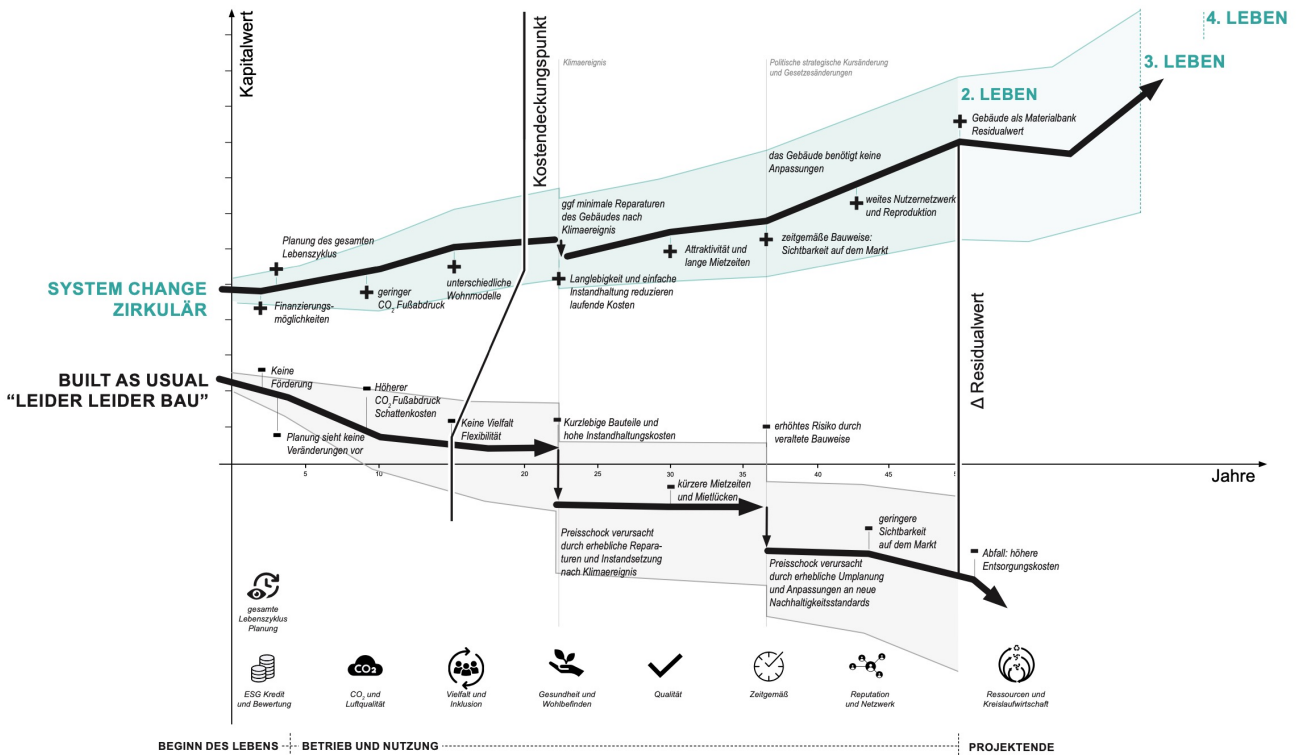 Kapitalwert
Kostendeckungspunkt
4. LEBEN
3. LEBEN
Klimaereignis
Politische strategische Kursänderung
und Gesetzesänderungen
2. LEBEN
Gebäude als Materialbank
Residualwert
das Gebäude benötigt keine
Anpassungen
ggf minimale Reparaturen
des Gebäudes nach
Klimaereignis
weites Nutzernetzwerk
und Reproduktion
Planung des gesamten
Lebenszyklus
Attraktivität und
lange Mietzeiten
zeitgemäße Bauweise:
Sichtbarkeit auf dem Markt
SYSTEM CHANGE
ZIRKULÄR
Finanzierungs-
möglichkeiten
geringer
CO2 Fußabdruck
unterschiedliche
Wohnmodelle
Langlebigkeit und einfache
Instandhaltung reduzieren
laufende Kosten
Δ Residualwert
BUILT AS USUAL
“LEIDER LEIDER BAU”
Keine
Förderung
Höherer
CO2 Fußabdruck
Schattenkosten
Planung sieht keine
Veränderungen vor
Keine Vielfalt
Flexibilität
Kurzlebige Bauteile und
hohe Instandhaltungskosten
erhöhtes Risiko durch
veraltete Bauweise
5 10 15 20 25 30 35 40 45
Jahre
kürzere Mietzeiten
und Mietlücken
geringere
Sichtbarkeit
auf dem Markt
Preisschock verursacht
durch erhebliche Repara-
turen und Instandsetzung
nach Klimaereignis
Preisschock verursacht
durch erhebliche Umplanung
und Anpassungen an neue
Nachhaltigkeitsstandards
Abfall: höhere
Entsorgungskosten
gesamte
Lebenszyklus
Planung
CO2
ESG Kredit
und Bewertung
CO2 und
Luftqualität
Vielfalt und
Inklusion
Gesundheit und
Wohlbefinden
Qualität
Zeitgemäß
Reputation
und Netzwerk
Ressourcen und
Kreislaufwirtschaft
BEGINN DES LEBENS
BETRIEB UND NUTZUNG
PROJEKTENDE